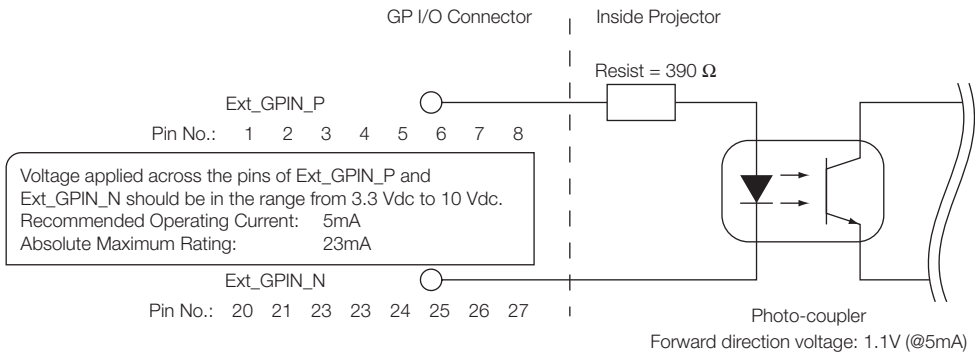 GP I/O Connector
Inside Projector
Resist = 390 Ω
Ext_GPIN_P
Pin No.: 1 2 3 4 5 6 7 8
Voltage applied across the pins of Ext_GPIN_P and
Ext_GPIN_N should be in the range from 3.3 Vdc to 10 Vdc.
Recommended Operating Current: 5mA
Absolute Maximum Rating: 23mA
Ext_GPIN_N
Pin No.: 20 21 23 23 24 25 26 27
Photo-coupler
Forward direction voltage: 1.1V (@5mA)